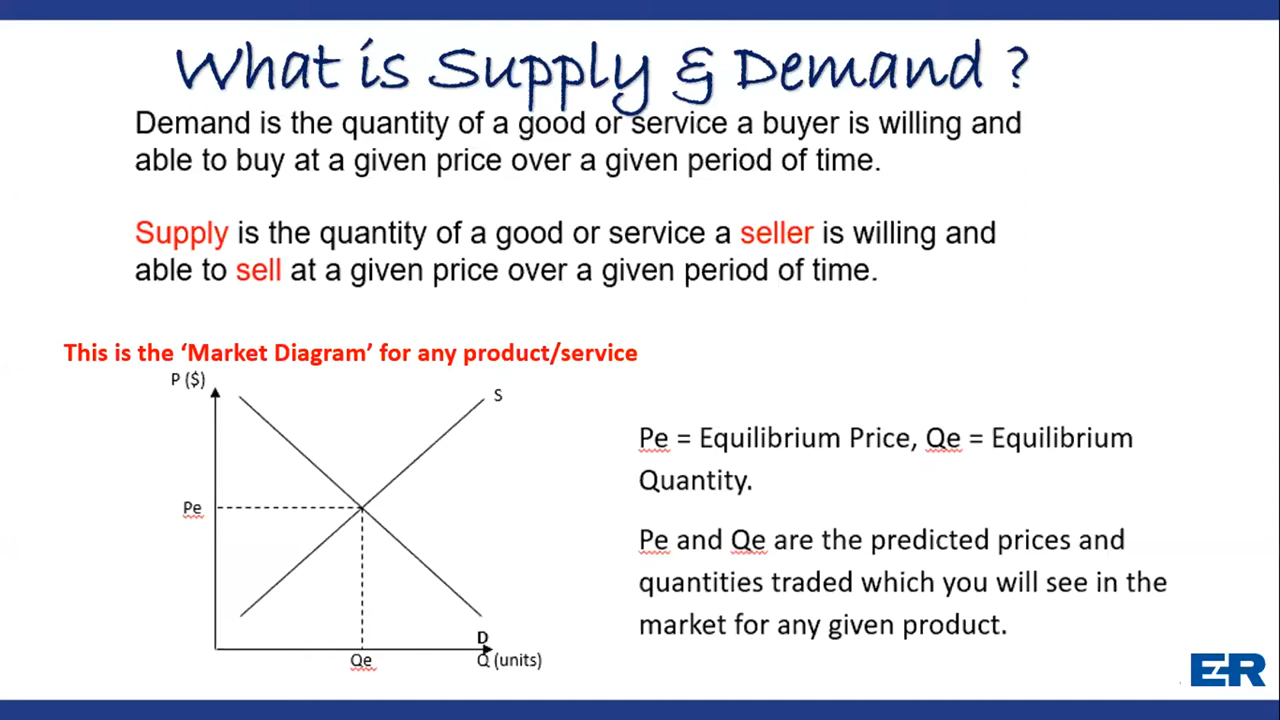 What is Supply & Demand ?
Demand is the quantity of a good or service a buyer is willing and
able to buy at a given price over a given period of time.
Supply is the quantity of a good or service a seller is willing and
able to sell at a given price over a given period of time.
This is the ‘Market Diagram’ for any product/service
P ($)
S
Pe
D
Qe
Q (units)
Pe = Equilibrium Price, Qe = Equilibrium
Quantity.
Pe and Qe are the predicted prices and
quantities traded which you will see in the
market for any given product.
EzR